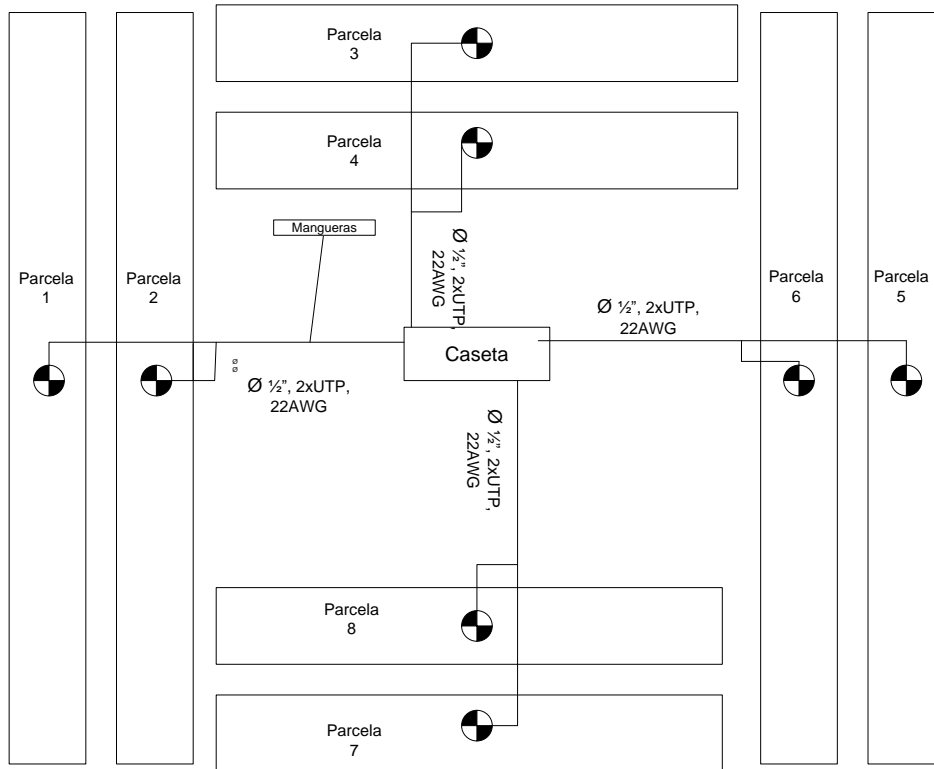 Parcela
3
Parcela
4
Mangueras
Parcela
1
Parcela
2
Ø ½”, 2xUTP,
22AWG
Ø ½”, 2xUTP,
22AWG
Parcela
6
Parcela
5
Caseta
Ø
Ø
Ø ½”, 2xUTP,
22AWG
Ø ½”, 2xUTP,
22AWG
Parcela
8
Parcela
7